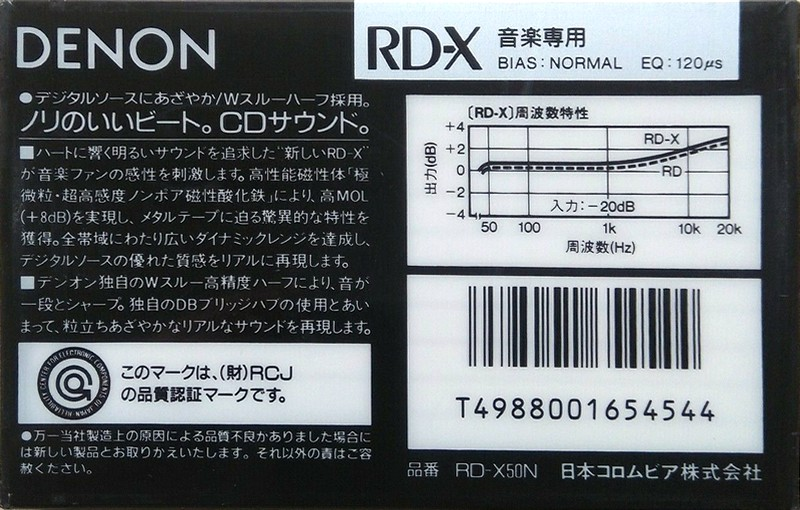 DENON
RD-X 音楽専用
BIAS:NORMAL EQ:120μs
●デジタルソースにあざやか/Wスルーハーフ採用。
ノリのいいビート。CDサウンド。
■ハートに響く明るいサウンドを追求した"新しいRD-X"
が音楽ファンの感性を刺激します。高性能磁性体「極
微粒・超高感度ノンポア磁性酸化鉄」により、高MOL
(+8dB)を実現し、メタルテープに迫る驚異的な特性を
獲得。全帯域にわたり広いダイナミックレンジを達成し、
デジタルソースの優れた質感をリアルに再現します。
■デンオン独自のWスルー高精度ハーフにより、音が
一段とシャープ。独自のDBブリッジハブの使用とあい
まって、粒立ちあざやかなリアルなサウンドを再現します。
このマークは、(財)RCJ
の品質認証マークです。
RELIABILITY CENTER FOR ELECTRONIC COMPONENTS OF JAPAN
●万一当社製造上の原因による品質不良かありました場合に
は新しい製品とお取りかえいたします。それ以外の責はご容
赦ください。
〔RD-X〕周波数特性
出力(dB)
+4
+2
0
-2
-4
RD-X
RD
入力:-20dB
50 100 1k 10k 20k
周波数(Hz)
T4988001654544
品番 RD-X50N 日本コロムビア株式会社